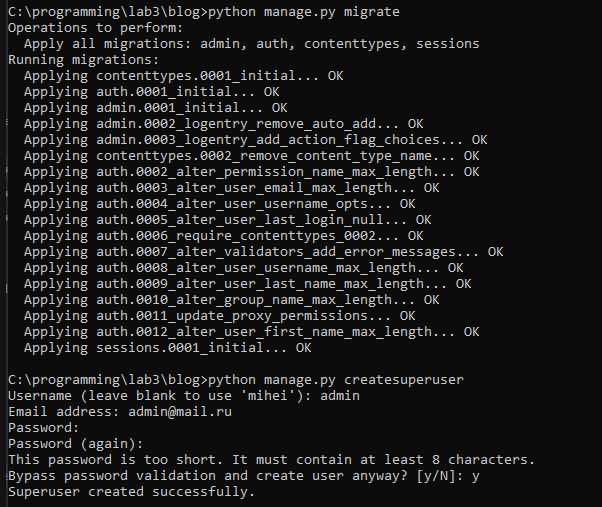 C:\programming\lab3\blog>python manage.py migrate
Operations to perform:
  Apply all migrations: admin, auth, contenttypes, sessions
Running migrations:
  Applying contenttypes.0001_initial... OK
  Applying auth.0001_initial... OK
  Applying admin.0001_initial... OK
  Applying admin.0002_logentry_remove_auto_add... OK
  Applying admin.0003_logentry_add_action_flag_choices... OK
  Applying contenttypes.0002_remove_content_type_name... OK
  Applying auth.0002_alter_permission_name_max_length... OK
  Applying auth.0003_alter_user_email_max_length... OK
  Applying auth.0004_alter_user_username_opts... OK
  Applying auth.0005_alter_user_last_login_null... OK
  Applying auth.0006_require_contenttypes_0002... OK
  Applying auth.0007_alter_validators_add_error_messages... OK
  Applying auth.0008_alter_user_username_max_length... OK
  Applying auth.0009_alter_user_last_name_max_length... OK
  Applying auth.0010_alter_group_name_max_length... OK
  Applying auth.0011_update_proxy_permissions... OK
  Applying auth.0012_alter_user_first_name_max_length... OK
  Applying sessions.0001_initial... OK

C:\programming\lab3\blog>python manage.py createsuperuser
Username (leave blank to use 'mihei'): admin
Email address: admin@mail.ru
Password:
Password (again):
This password is too short. It must contain at least 8 characters.
Bypass password validation and create user anyway? [y/N]: y
Superuser created successfully.